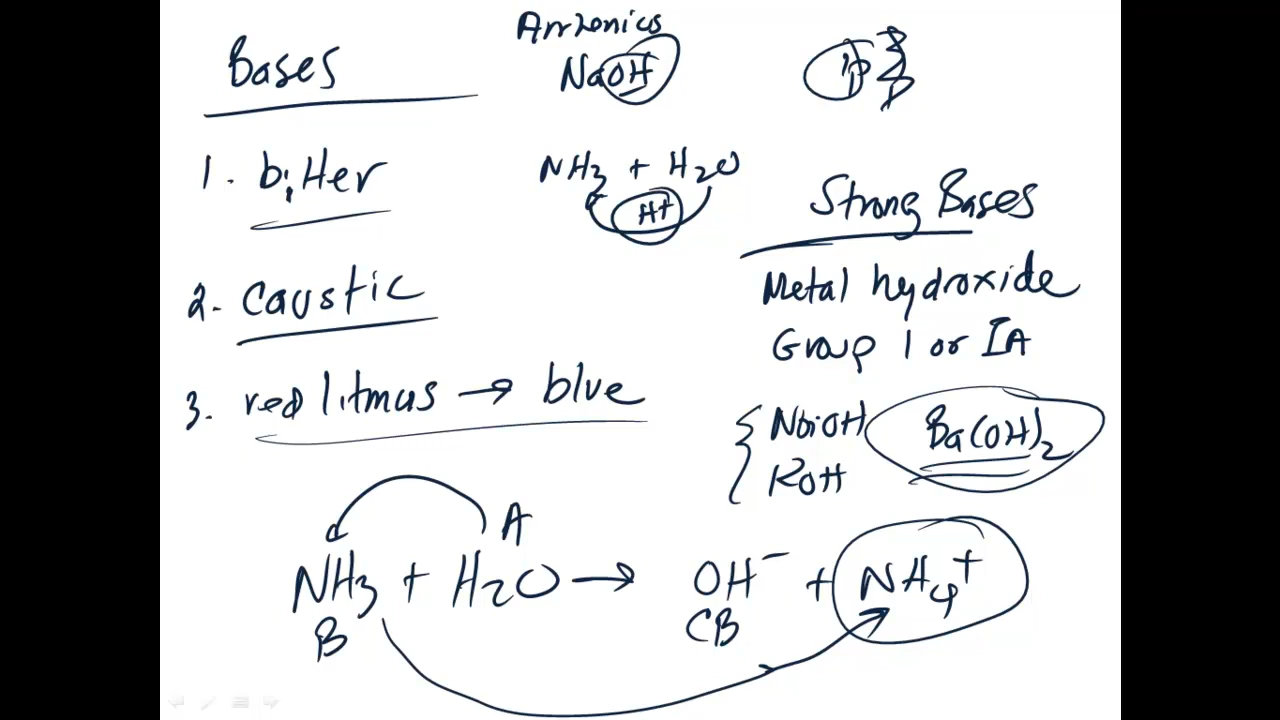 Bases
Arrhenius
NaOH
1. bitter
NH3 + H2O
H+
Strong Bases
2. caustic
Metal hydroxide
Group 1 or IA
3. red litmus → blue
NaOH
Ba(OH)2
KOH
A
NH3 + H2O → OH⁻ + NH4+
B
CB